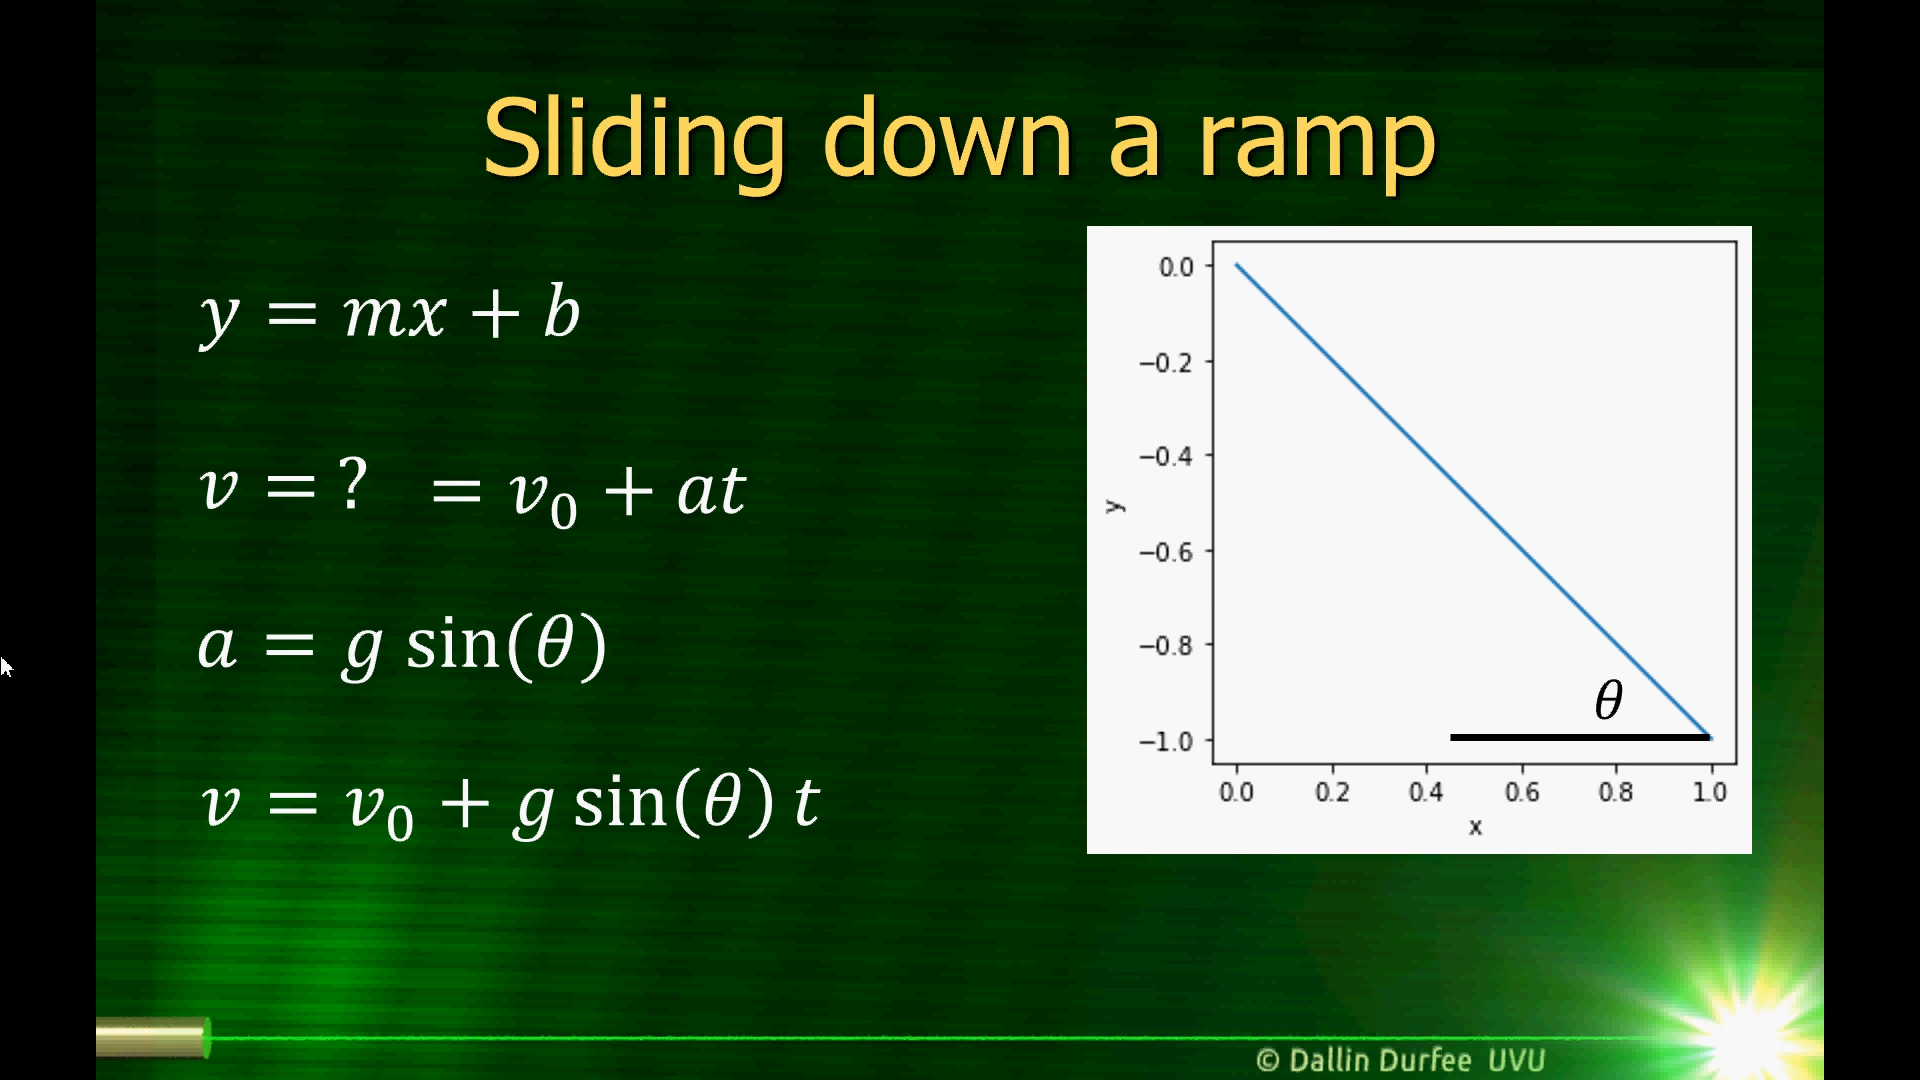 Sliding down a ramp
y = mx + b
v = ? = v₀ + at
a = g sin(θ)
v = v₀ + g sin(θ) t
0.0
−0.2
−0.4
−0.6
−0.8
−1.0
y
θ
0.0 0.2 0.4 0.6 0.8 1.0
x
© Dallin Durfee UVU